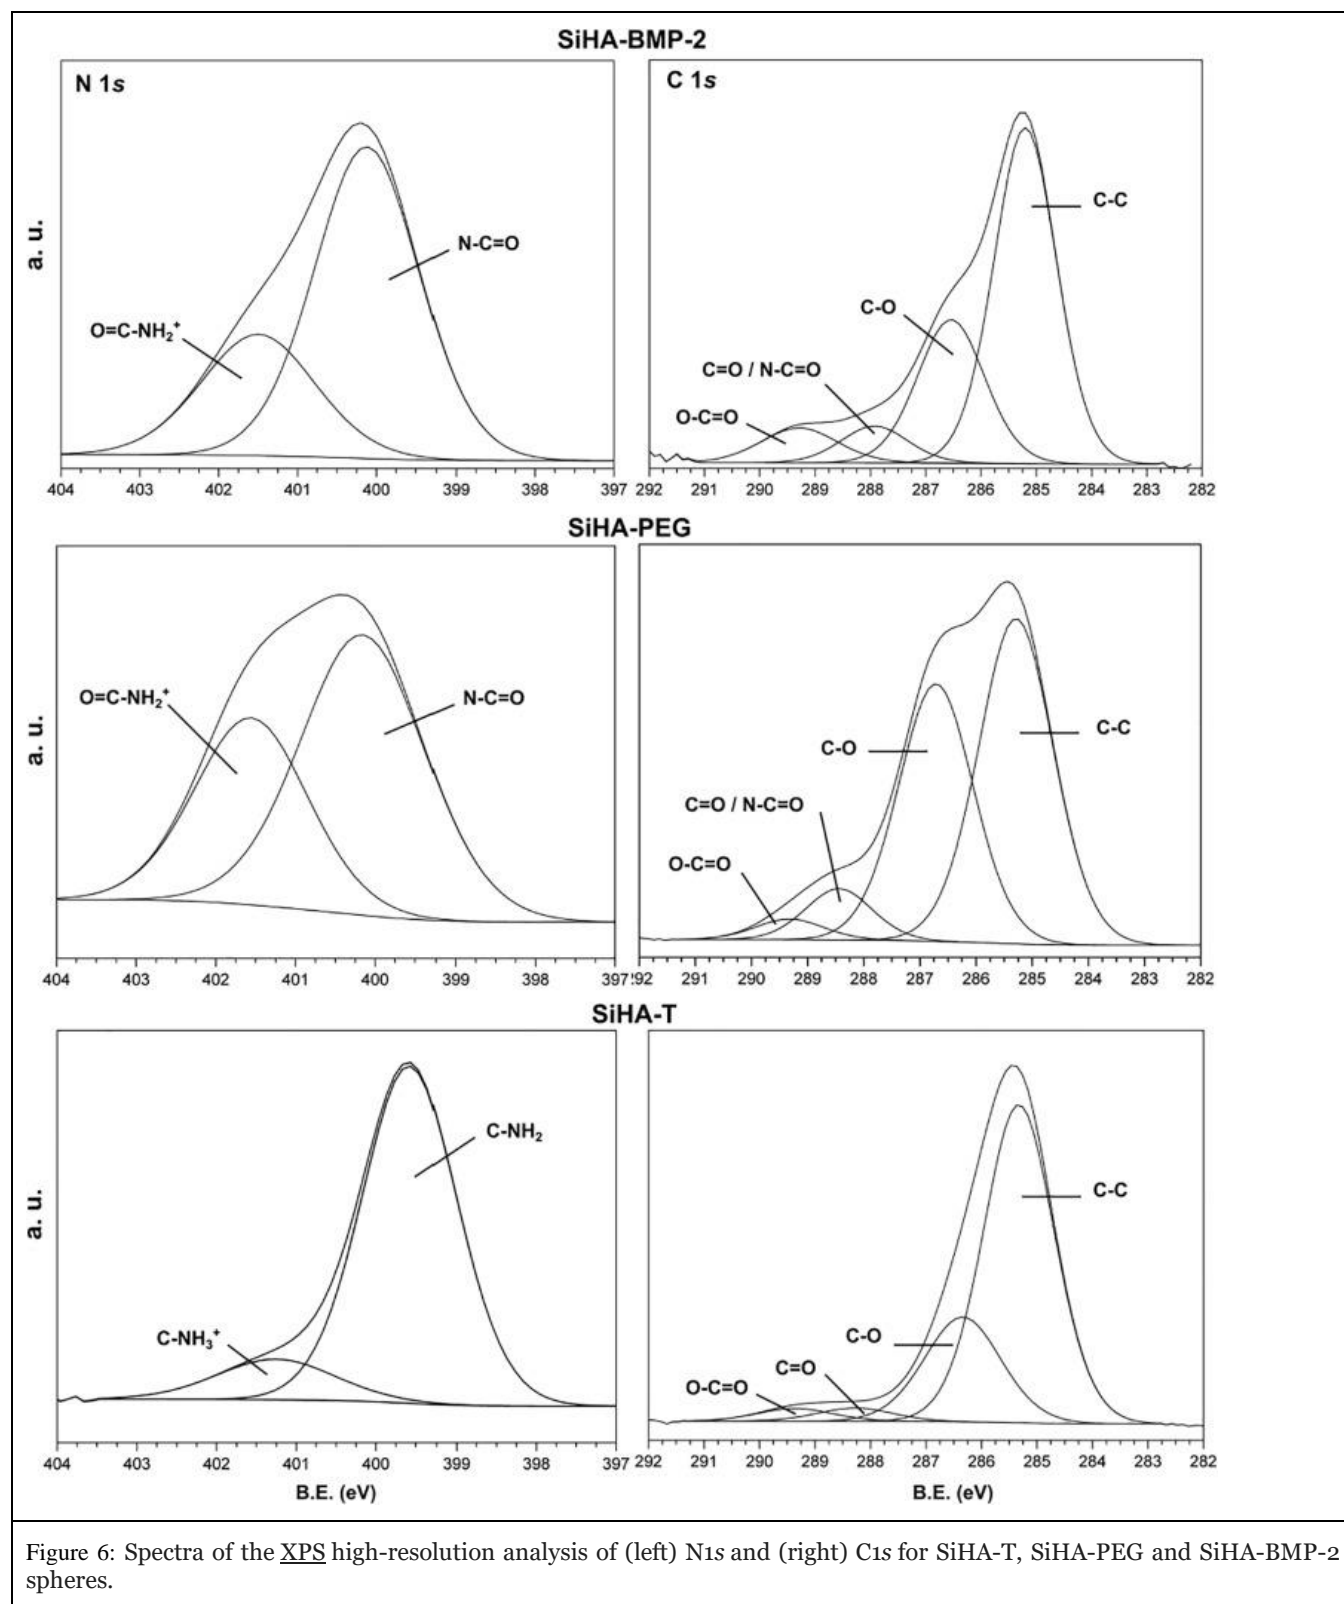 SiHA-BMP-2
N 1s
a. u.
N-C=O
O=C-NH₂⁺
404 403 402 401 400 399 398 397
C 1s
C-C
C-O
C=O / N-C=O
O-C=O
292 291 290 289 288 287 286 285 284 283 282
SiHA-PEG
a. u.
O=C-NH₂⁺
N-C=O
404 403 402 401 400 399 398 397
C-O
C-C
C=O / N-C=O
O-C=O
292 291 290 289 288 287 286 285 284 283 282
SiHA-T
a. u.
C-NH₂
C-NH₃⁺
404 403 402 401 400 399 398 397
B.E. (eV)
C-C
C-O
C=O
O-C=O
292 291 290 289 288 287 286 285 284 283 282
B.E. (eV)
Figure 6: Spectra of the XPS high-resolution analysis of (left) N1s and (right) C1s for SiHA-T, SiHA-PEG and SiHA-BMP-2
spheres.